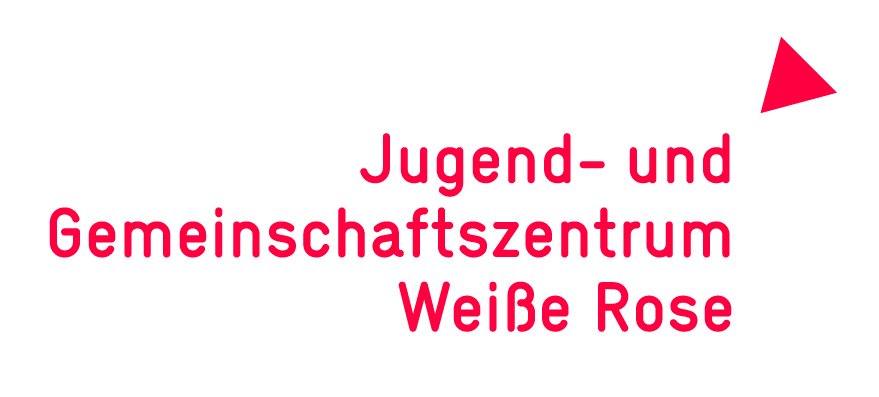 Jugend- und
Gemeinschaftszentrum
Weiße Rose